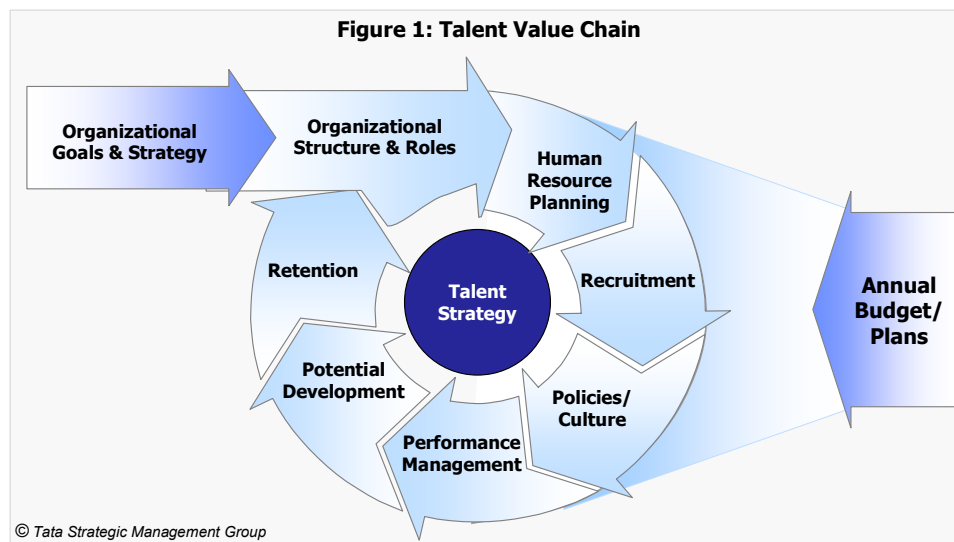 Figure 1: Talent Value Chain
Organizational
Goals & Strategy
Organizational
Structure & Roles
Human
Resource
Planning
Recruitment
Policies/
Culture
Performance
Management
Potential
Development
Retention
Talent
Strategy
Annual
Budget/
Plans
© Tata Strategic Management Group